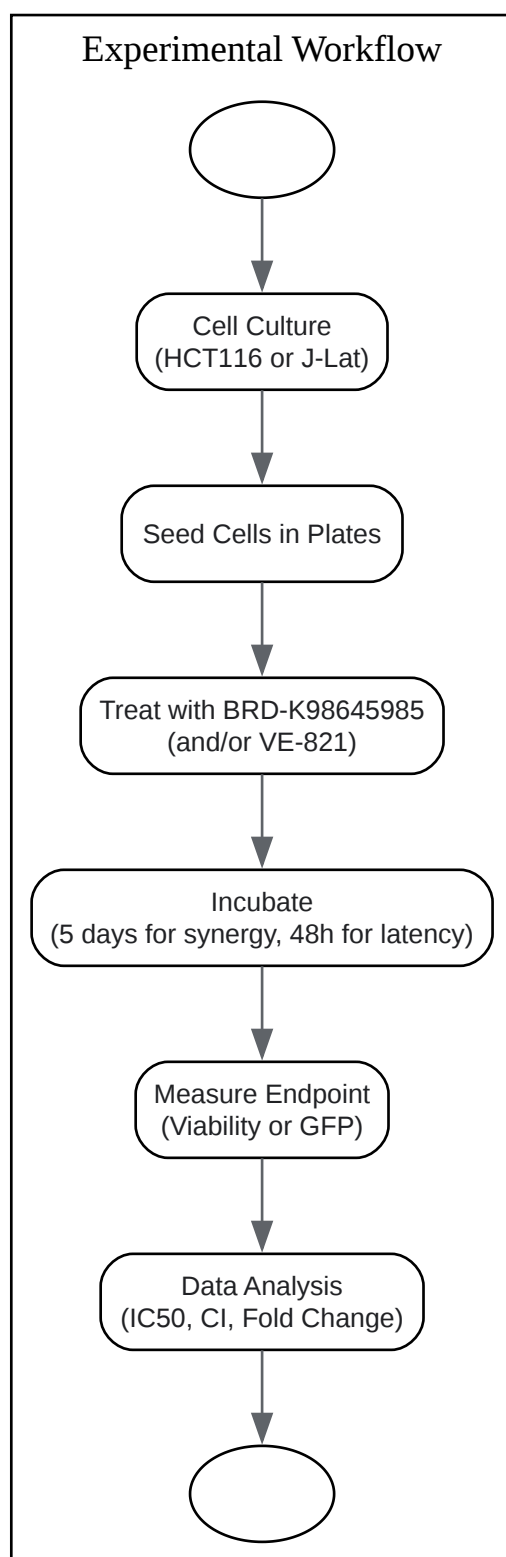 Experimental Workflow
Cell Culture
(HCT116 or J-Lat)
Seed Cells in Plates
Treat with BRD-K98645985
(and/or VE-821)
Incubate
(5 days for synergy, 48h for latency)
Measure Endpoint
(Viability or GFP)
Data Analysis
(IC50, CI, Fold Change)